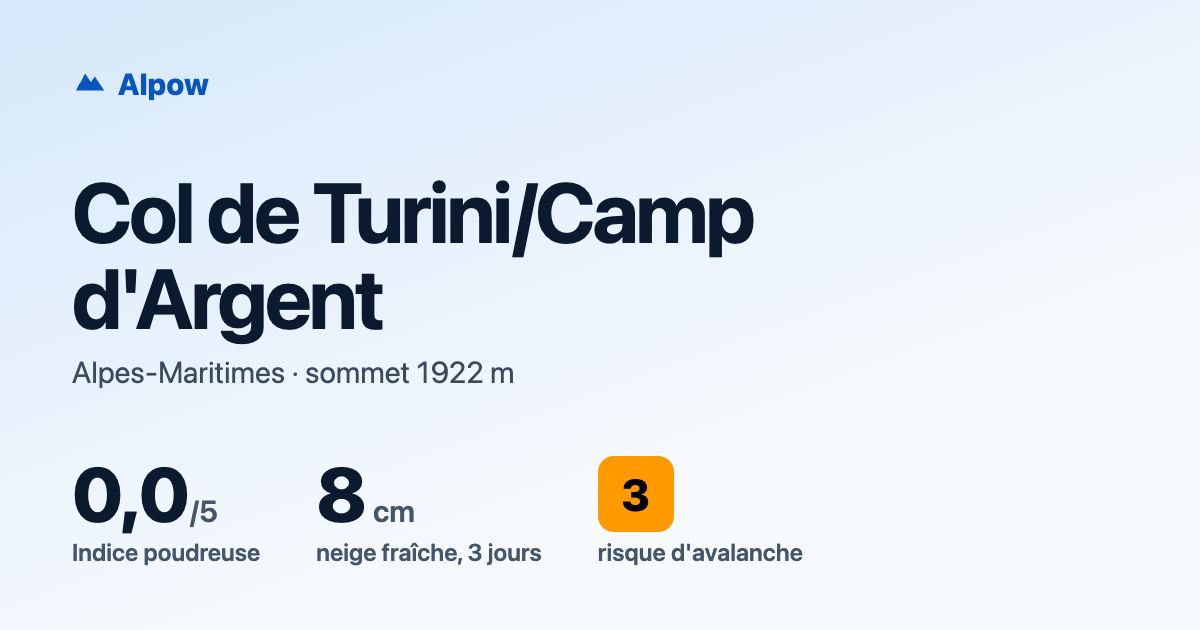 Alpow
Col de Turini/Camp
d'Argent
Alpes-Maritimes · sommet 1922 m
0,0/5
8 cm
3
Indice poudreuse
neige fraîche, 3 jours
risque d'avalanche